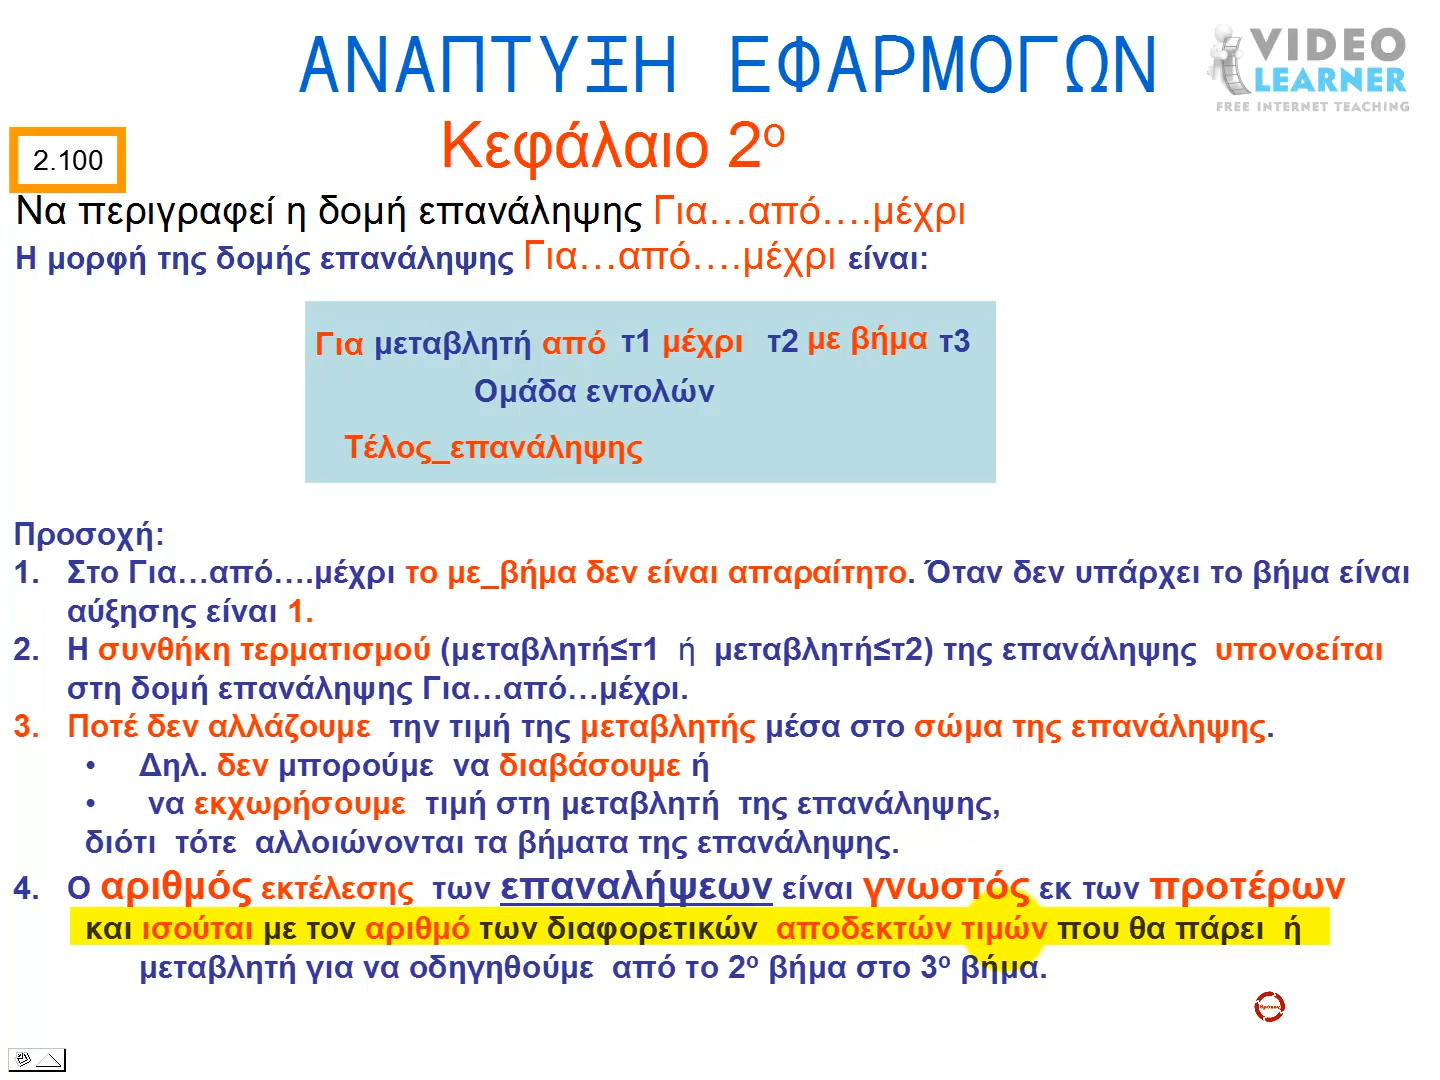 ΑΝΑΠΤΥΞΗ ΕΦΑΡΜΟΓΩΝ
VIDEO
LEARNER
FREE INTERNET TEACHING
Κεφάλαιο 2ο
2.100
Να περιγραφεί η δομή επανάληψης Για...από....μέχρι
Η μορφή της δομής επανάληψης Για...από....μέχρι είναι:
Για μεταβλητή από τ1 μέχρι τ2 με βήμα τ3
Ομάδα εντολών
Τέλος_επανάληψης
Προσοχή:
1. Στο Για...από....μέχρι το με_βήμα δεν είναι απαραίτητο. Όταν δεν υπάρχει το βήμα είναι
αύξησης είναι 1.
2. Η συνθήκη τερματισμού (μεταβλητή≤τ1 ή μεταβλητή≤τ2) της επανάληψης υπονοείται
στη δομή επανάληψης Για...από...μέχρι.
3. Ποτέ δεν αλλάζουμε την τιμή της μεταβλητής μέσα στο σώμα της επανάληψης.
• Δηλ. δεν μπορούμε να διαβάσουμε ή
• να εκχωρήσουμε τιμή στη μεταβλητή της επανάληψης,
διότι τότε αλλοιώνονται τα βήματα της επανάληψης.
4. Ο αριθμός εκτέλεσης των επαναλήψεων είναι γνωστός εκ των προτέρων
και ισούται με τον αριθμό των διαφορετικών αποδεκτών τιμών που θα πάρει ή
μεταβλητή για να οδηγηθούμε από το 2ο βήμα στο 3ο βήμα.